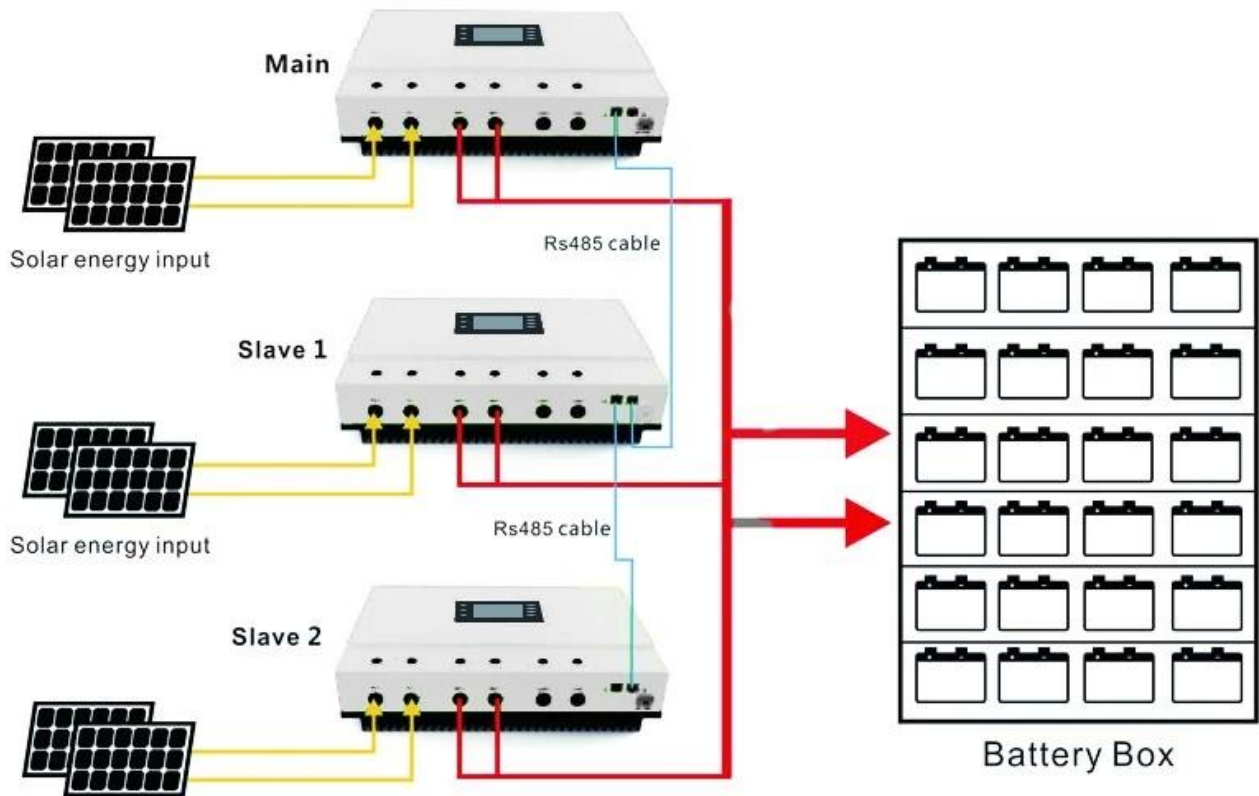 Main
Solar energy input
Rs485 cable
Slave 1
Solar energy input
Rs485 cable
Slave 2
Battery Box